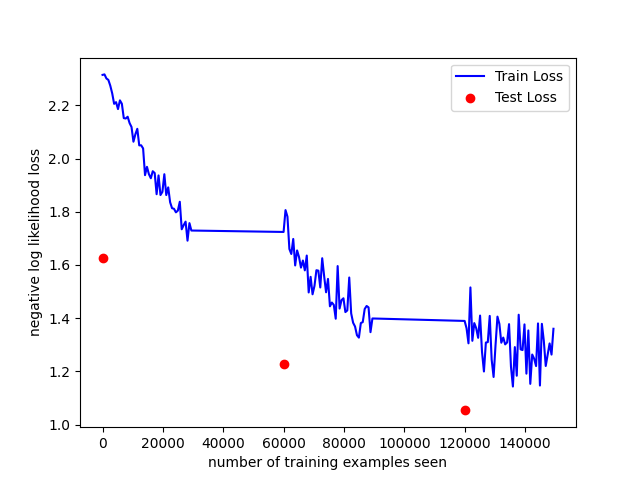 Train Loss
Test Loss
negative log likelihood loss
2.2
2.0
1.8
1.6
1.4
1.2
1.0
0 20000 40000 60000 80000 100000 120000 140000
number of training examples seen